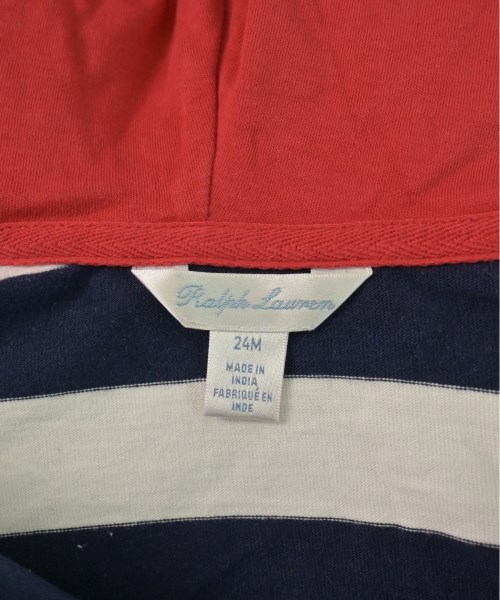 Ralph Lauren
24M
MADE IN
INDIA
FABRIQUÉ EN
INDE